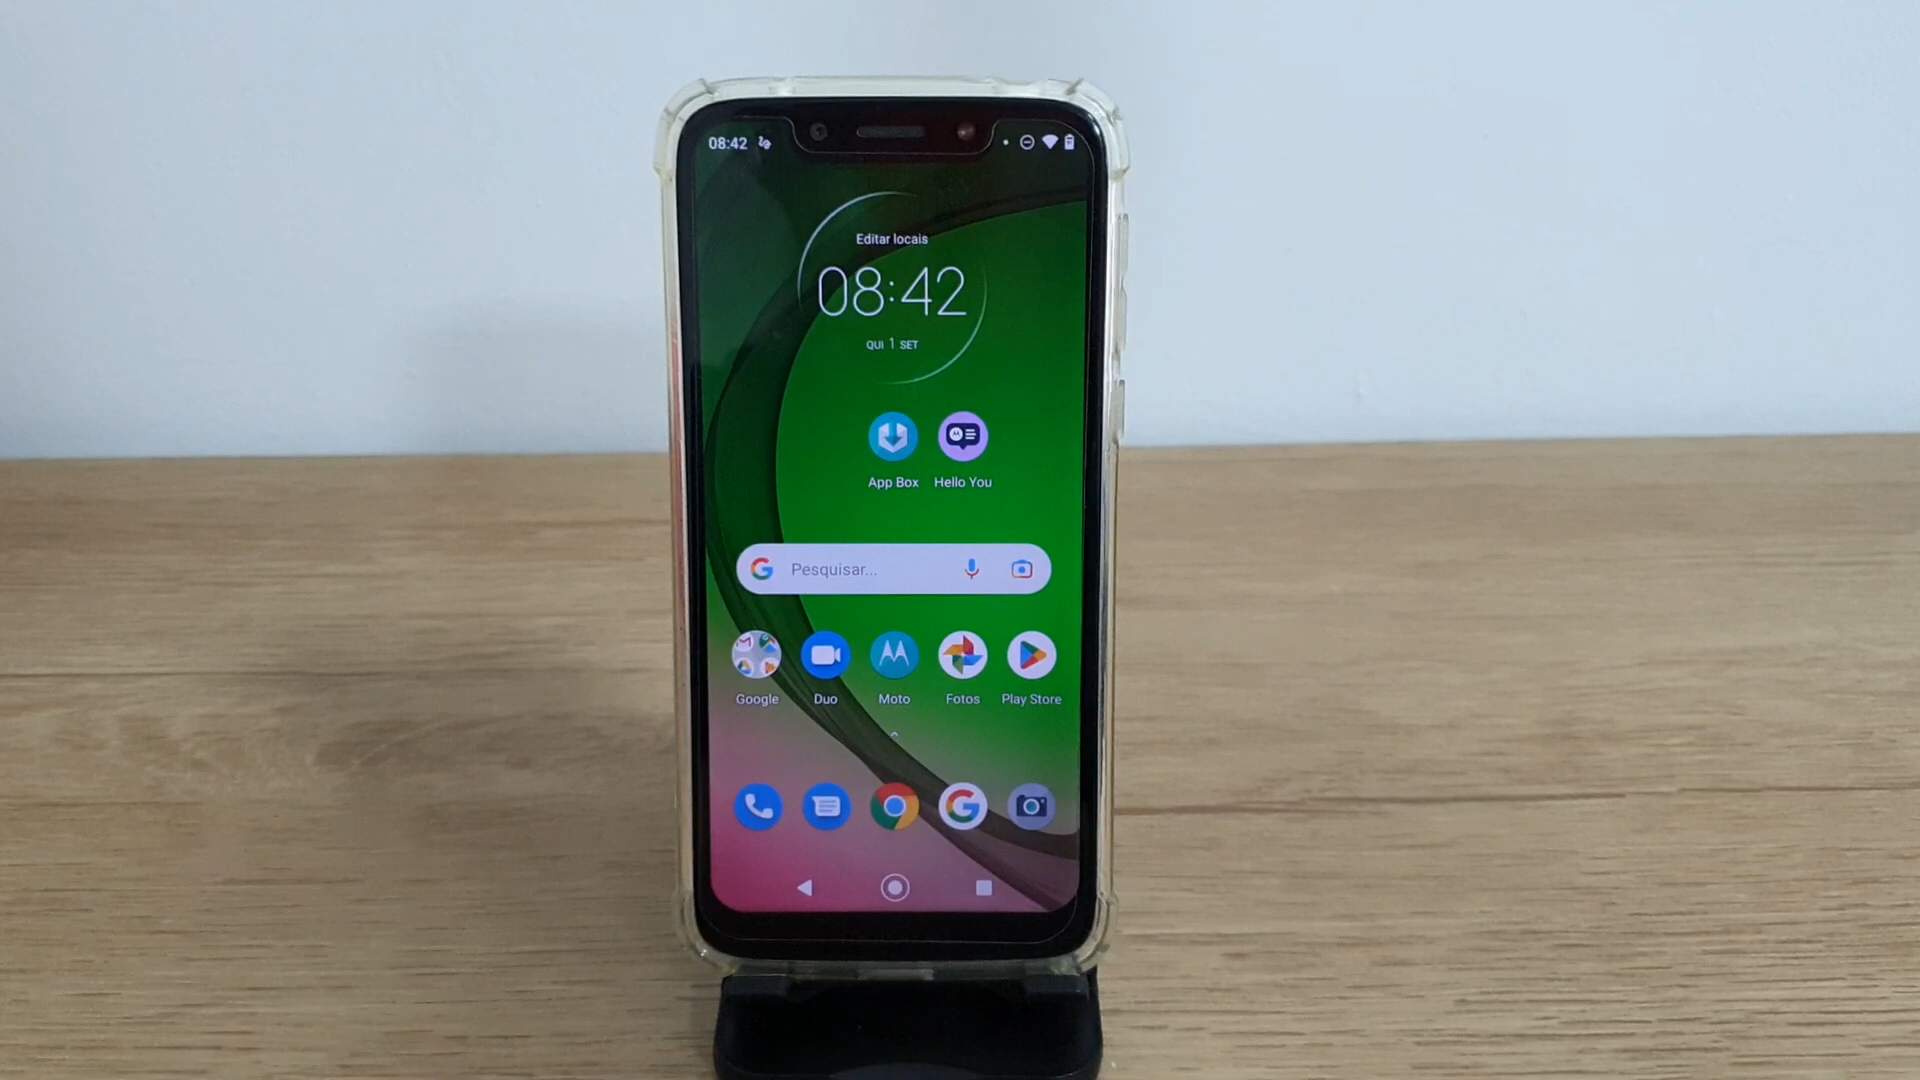 08:42
Editar locais
08:42
QUI 1 SET
App Box
Hello You
Pesquisar...
Google
Duo
Moto
Fotos
Play Store